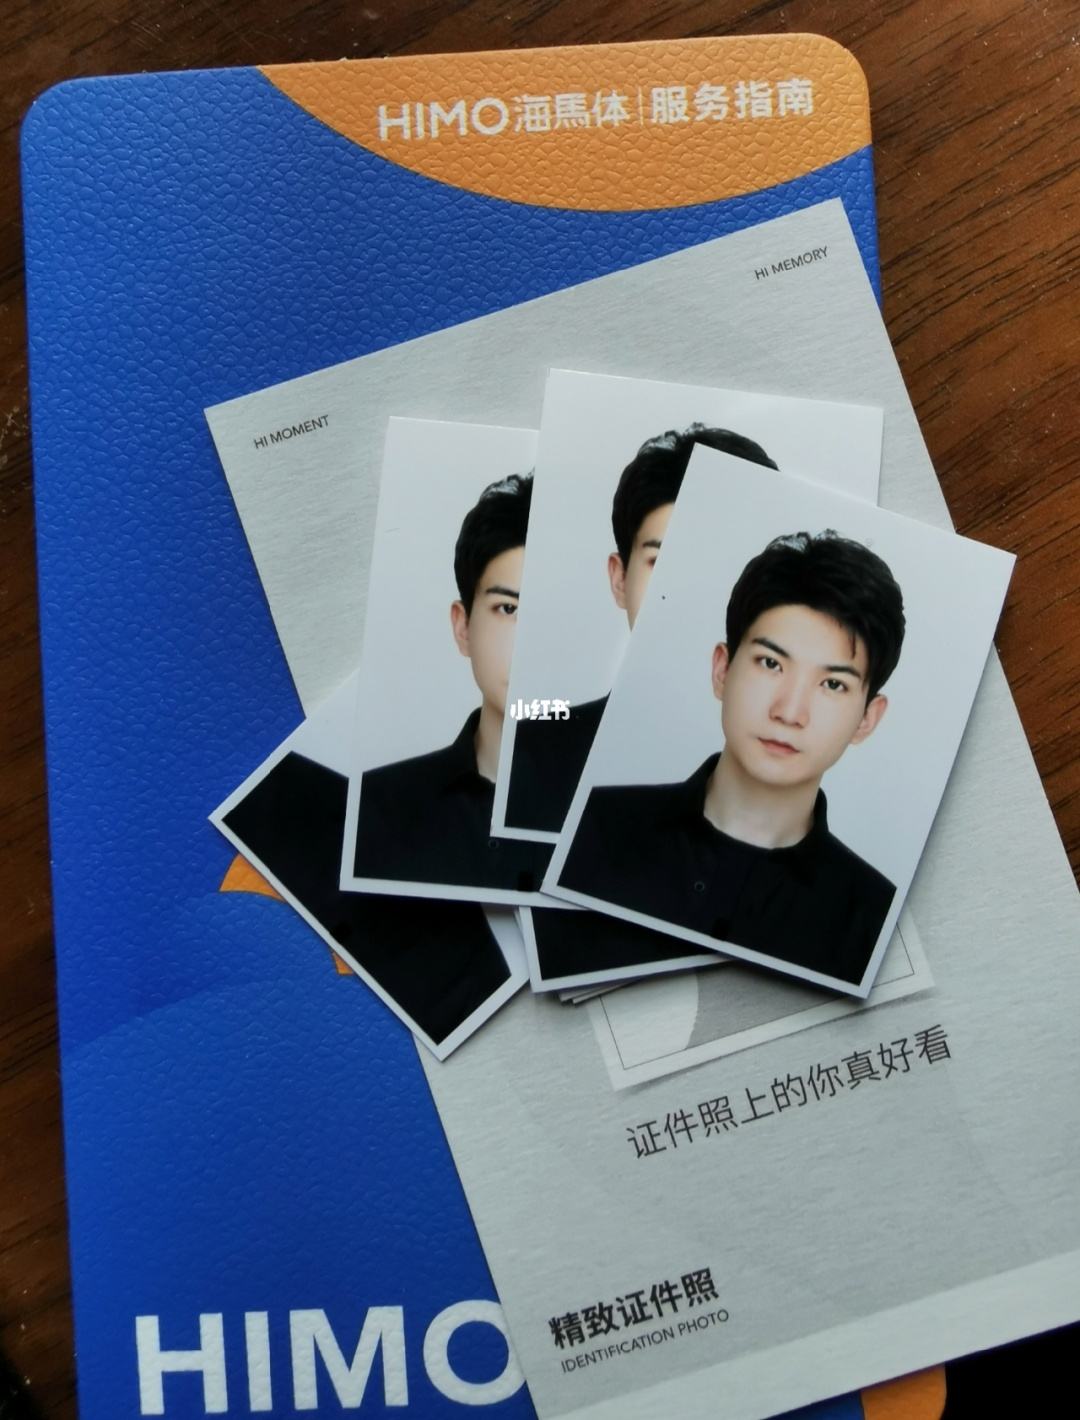 HIMO海馬体|服务指南
HI MEMORY
HI MOMENT
小红书
证件照上的你真好看
精致证件照
IDENTIFICATION PHOTO
HIMO